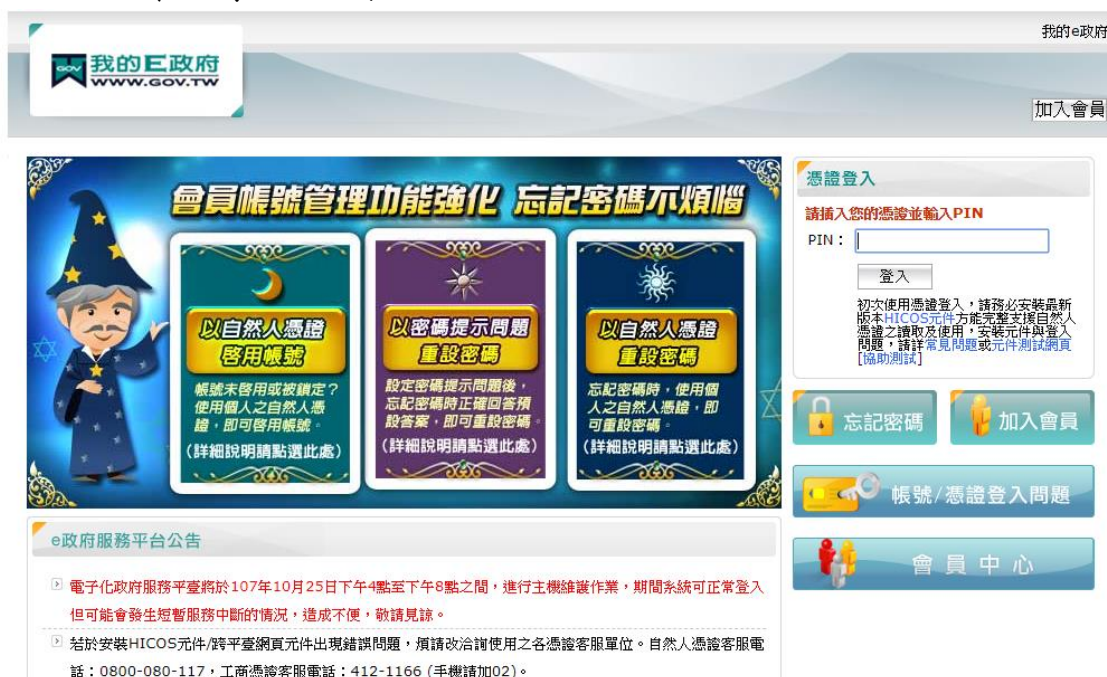 我的e政府
我的E政府
WWW.GOV.TW
加入會員
會員帳號管理功能強化 忘記密碼不煩惱
以自然人憑證
啓用帳號
帳號未啓用或被鎖定？
使用個人之自然人憑
證，即可啓用帳號。
(詳細說明請點選此處)
以密碼提示問題
重設密碼
設定密碼提示問題後，
忘記密碼時正確回答預
設答案，即可重設密碼。
(詳細說明請點選此處)
以自然人憑證
重設密碼
忘記密碼時，使用個
人之自然人憑證，即
可重設密碼。
(詳細說明請點選此處)
憑證登入
請插入您的憑證並輸入PIN
PIN：
登入
初次使用憑證登入，請務必安裝最新
版本HICOS元件方能完整支援自然人
憑證之讀取及使用，安裝元件與登入
問題，請詳常見問題或元件測試網頁
[協助測試]
忘記密碼
加入會員
帳號/憑證登入問題
會員中心
e政府服務平台公告
電子化政府服務平臺將於107年10月25日下午4點至下午8點之間，進行主機維護作業，期間系統可正常登入
但可能會發生短暫服務中斷的情況，造成不便，敬請見諒。
若於安裝HICOS元件/跨平臺網頁元件出現錯誤問題，煩請改洽詢使用之各憑證客服單位。自然人憑證客服電
話：0800-080-117，工商憑證客服電話：412-1166 (手機請加02)。